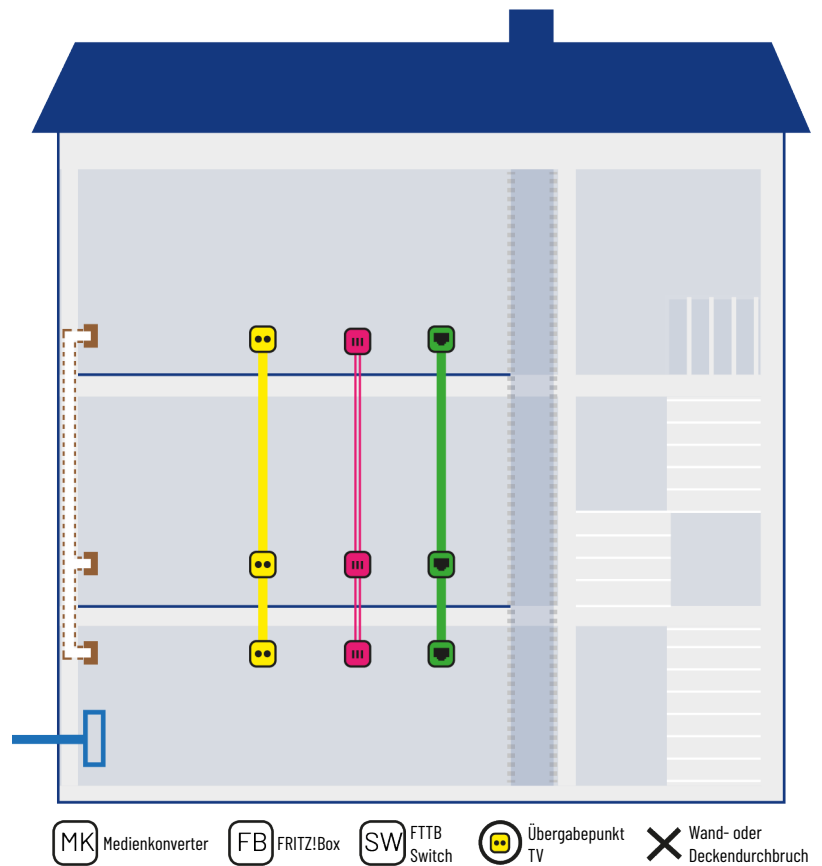 MK Medienkonverter
FB FRITZ!Box
SW FTTB
Switch
Übergabepunkt
TV
Wand- oder
Deckendurchbruch